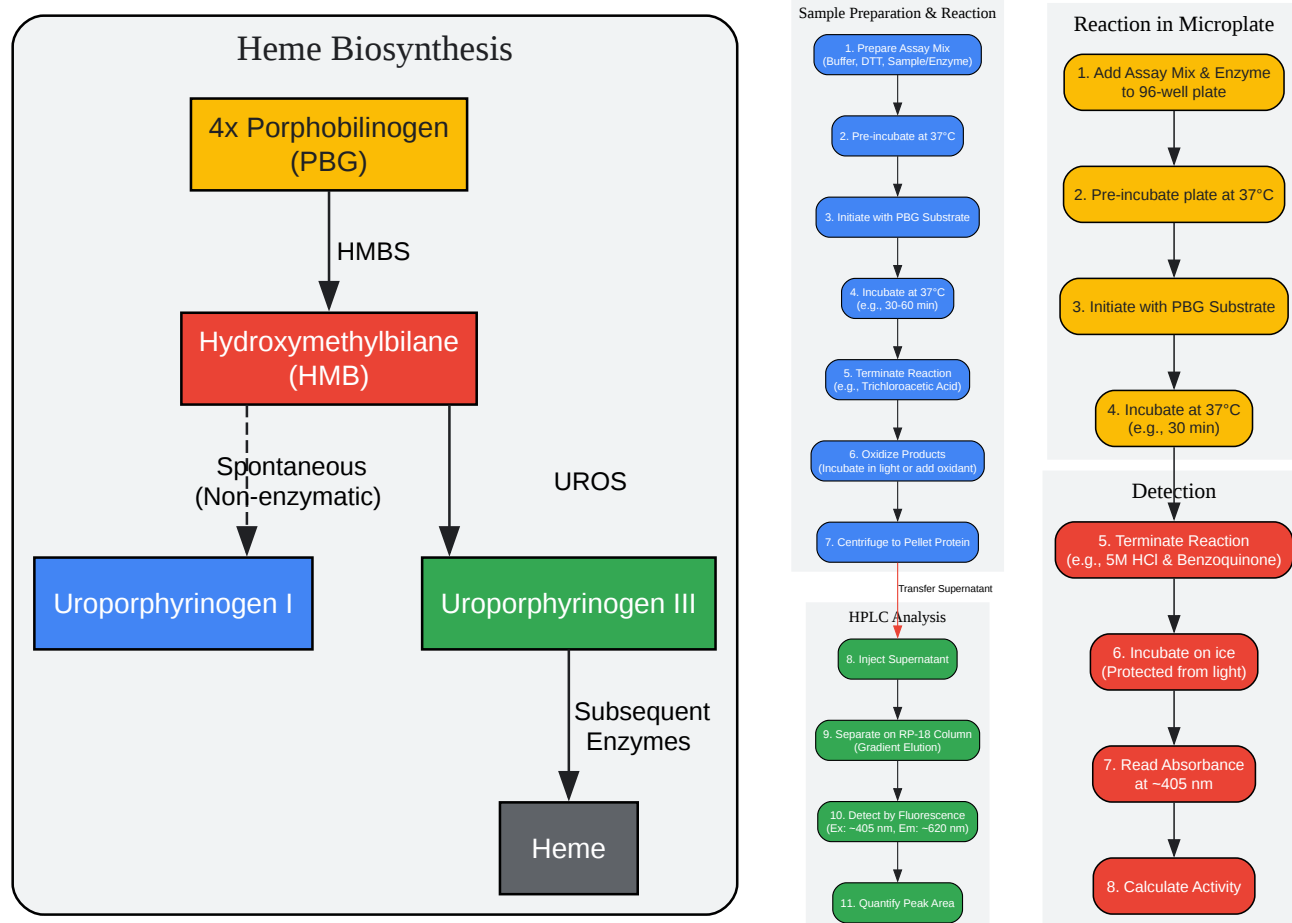 Heme Biosynthesis
4x Porphobilinogen
(PBG)
HMBS
Hydroxymethylbilane
(HMB)
Spontaneous
(Non-enzymatic)
UROS
Uroporphyrinogen I
Uroporphyrinogen III
Subsequent
Enzymes
Heme
Sample Preparation & Reaction
1. Prepare Assay Mix
(Buffer, DTT, Sample/Enzyme)
2. Pre-incubate at 37°C
3. Initiate with PBG Substrate
4. Incubate at 37°C
(e.g., 30-60 min)
5. Terminate Reaction
(e.g., Trichloroacetic Acid)
6. Oxidize Products
(Incubate in light or add oxidant)
7. Centrifuge to Pellet Protein
Transfer Supernatant
HPLC Analysis
8. Inject Supernatant
9. Separate on RP-18 Column
(Gradient Elution)
10. Detect by Fluorescence
(Ex: ~405 nm, Em: ~620 nm)
11. Quantify Peak Area
Reaction in Microplate
1. Add Assay Mix & Enzyme
to 96-well plate
2. Pre-incubate plate at 37°C
3. Initiate with PBG Substrate
4. Incubate at 37°C
(e.g., 30 min)
Detection
5. Terminate Reaction
(e.g., 5M HCl & Benzoquinone)
6. Incubate on ice
(Protected from light)
7. Read Absorbance
at ~405 nm
8. Calculate Activity